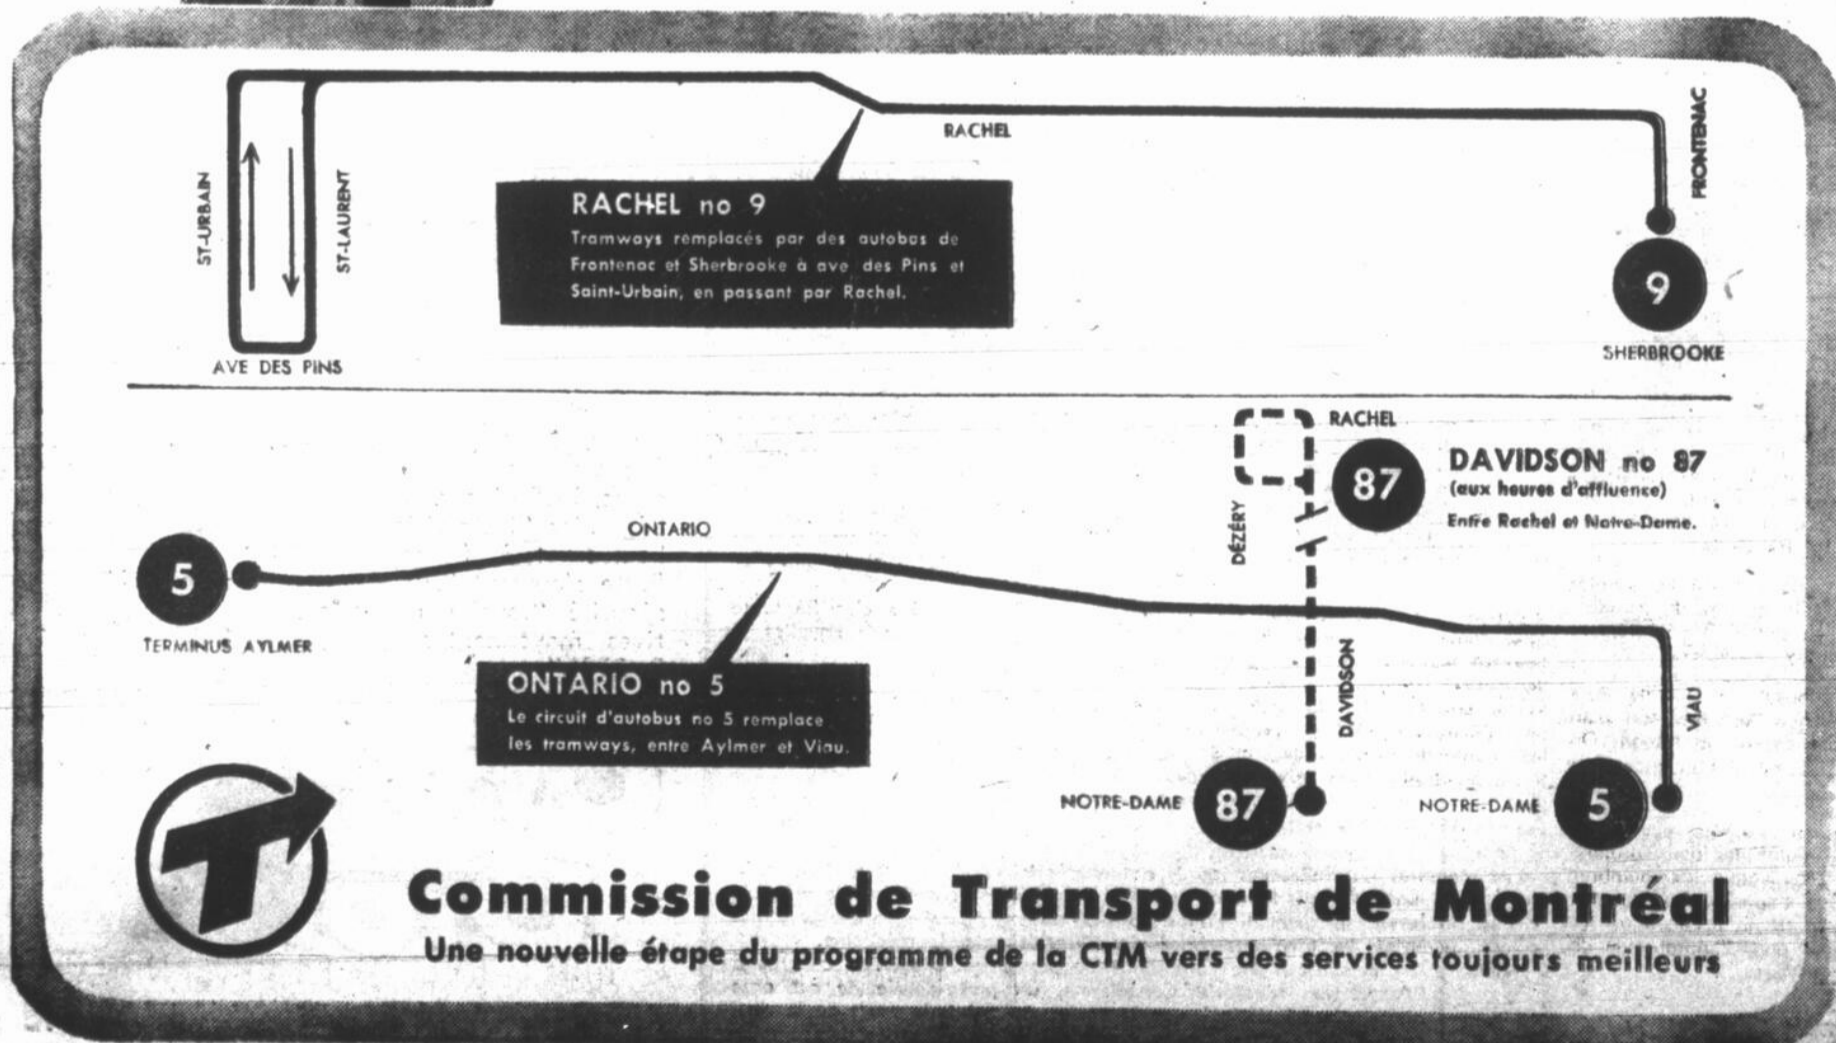 RACHEL
FRONTENAC
ST-URBAIN
ST-LAURENT
RACHEL no 9
Tramways remplacés par des autobus de
Frontenac et Sherbrooke à ave des Pins et
Saint-Urbain, en passant par Rachel.
9
SHERBROOKE
AVE DES PINS
RACHEL
87
DAVIDSON no 87
(aux heures d'affluence)
Entre Rachel et Notre-Dame.
DÉZÉRY
ONTARIO
5
TERMINUS AYLMER
ONTARIO no 5
Le circuit d'autobus no 5 remplace
les tramways, entre Aylmer et Viau.
DAVIDSON
VIAU
NOTRE-DAME 87
NOTRE-DAME 5
T
Commission de Transport de Montréal
Une nouvelle étape du programme de la CTM vers des services toujours meilleurs